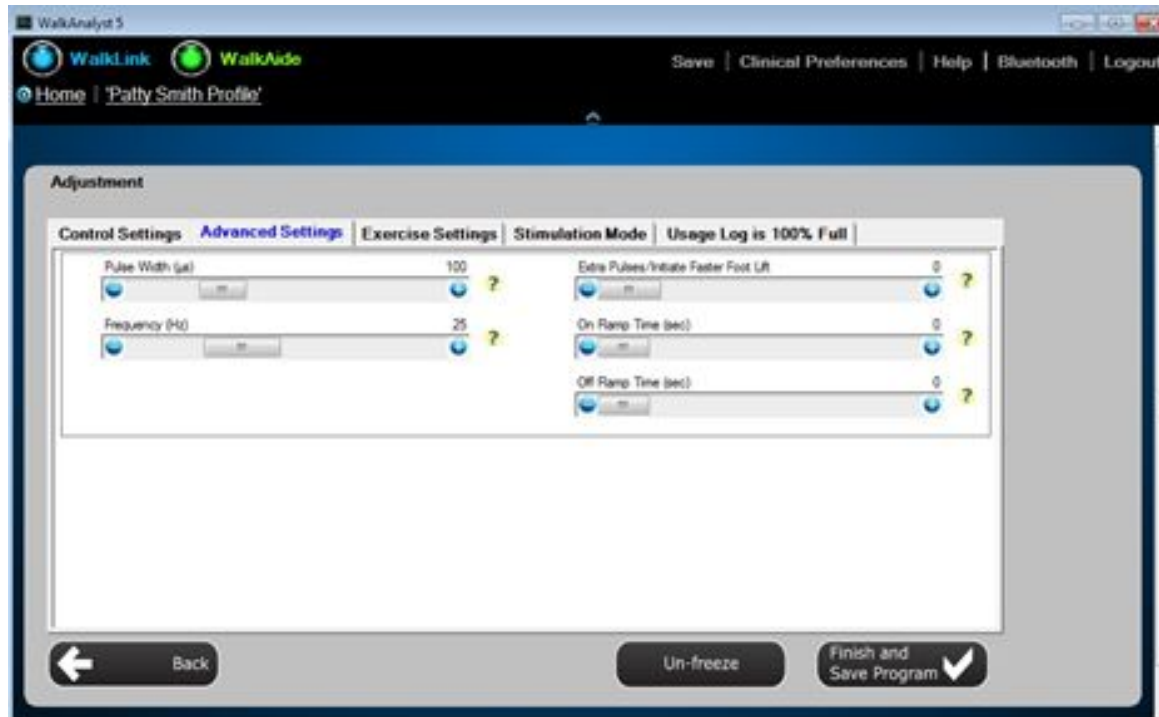 WalkAnalyst 5
WalkLink WalkAide Save | Clinical Preferences | Help | Bluetooth | Logout
Home | 'Patty Smith Profile'
Adjustment
Control Settings Advanced Settings | Exercise Settings | Stimulation Mode | Usage Log is 100% Full |
Pulse Width (µs) 100 ?
Extra Pulses/Initiate Faster Foot Lift 0 ?
Frequency (Hz) 25 ?
On Ramp Time (sec) 0 ?
Off Ramp Time (sec) 0 ?
Back
Un-freeze
Finish and
Save Program